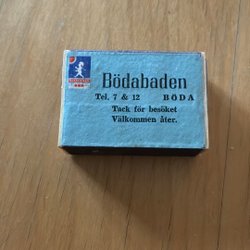 Bödabaden
Tel. 7 & 12 BÖDA
Tack för besöket
Välkommen åter.